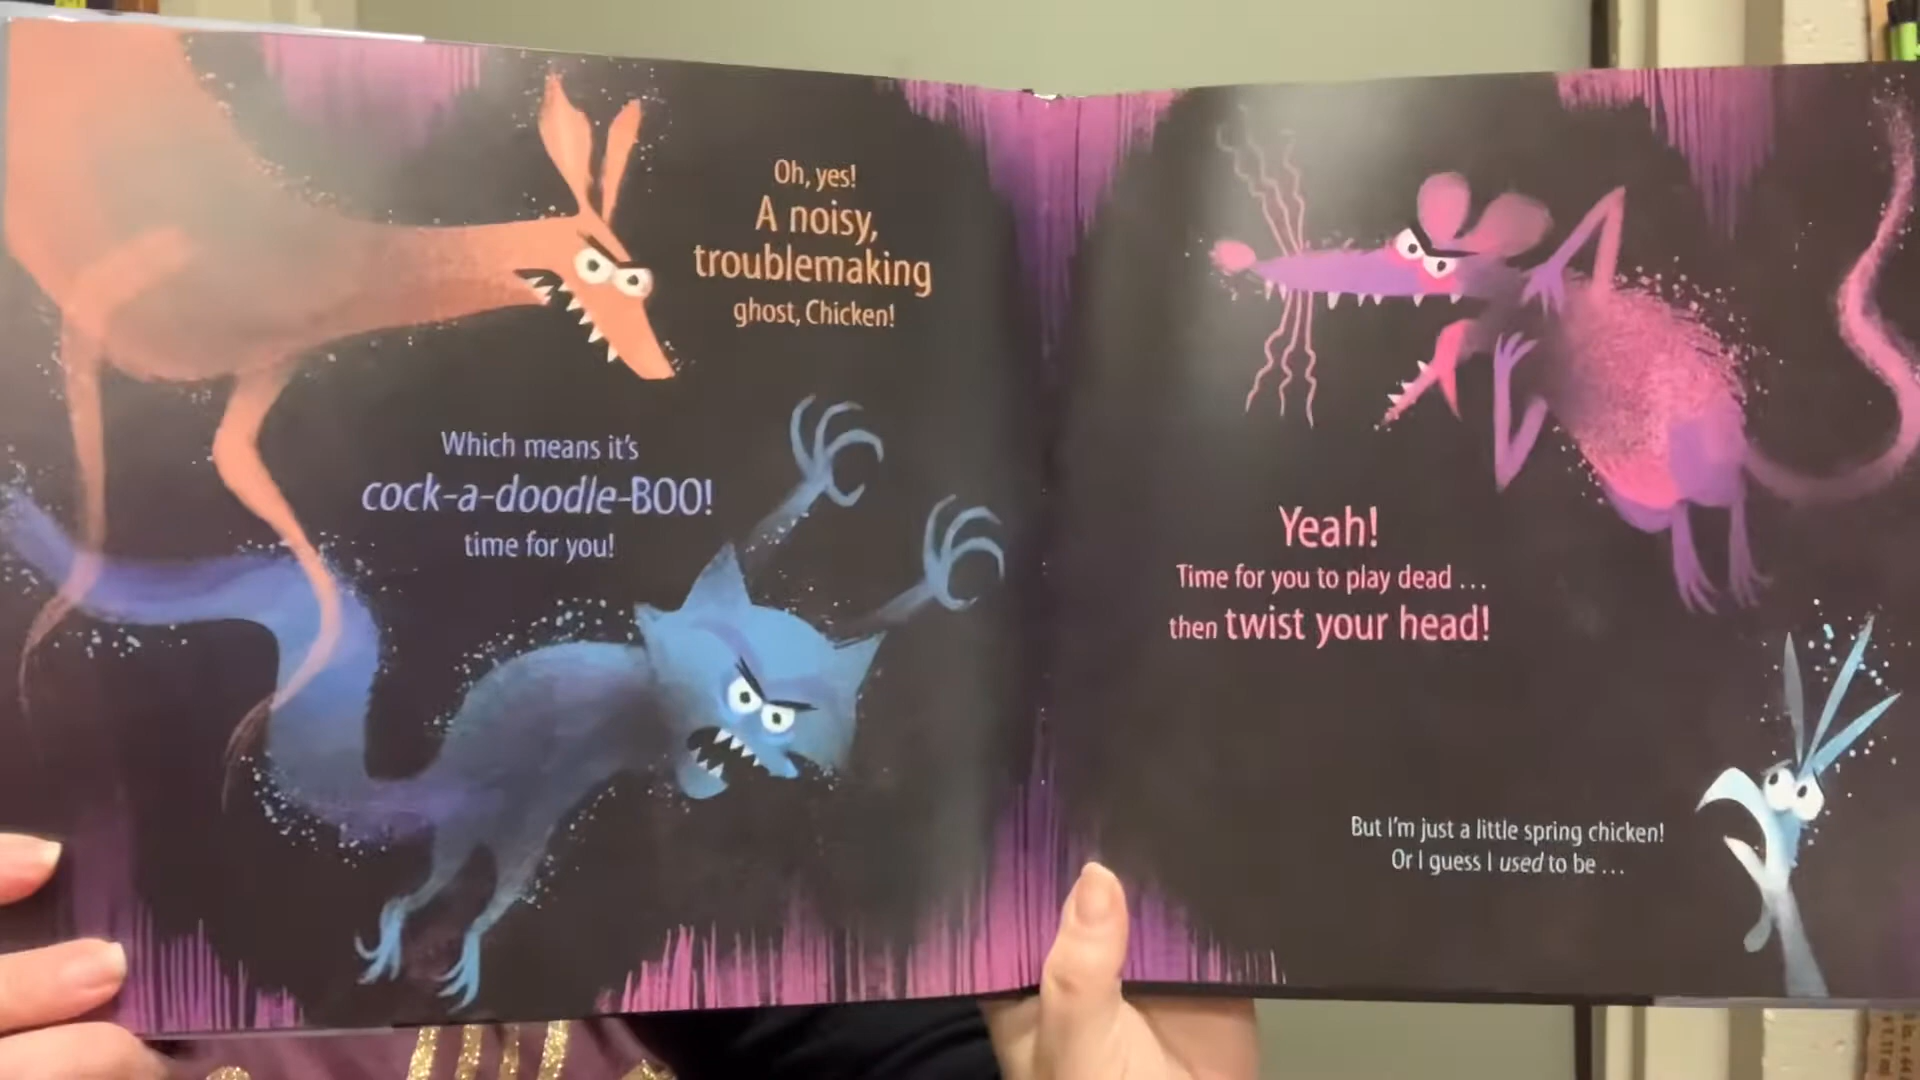 Oh, yes!
A noisy,
troublemaking
ghost, Chicken!
Which means it's
cock-a-doodle-BOO!
time for you!
Yeah!
Time for you to play dead ...
then twist your head!
But I'm just a little spring chicken!
Or I guess I used to be ...